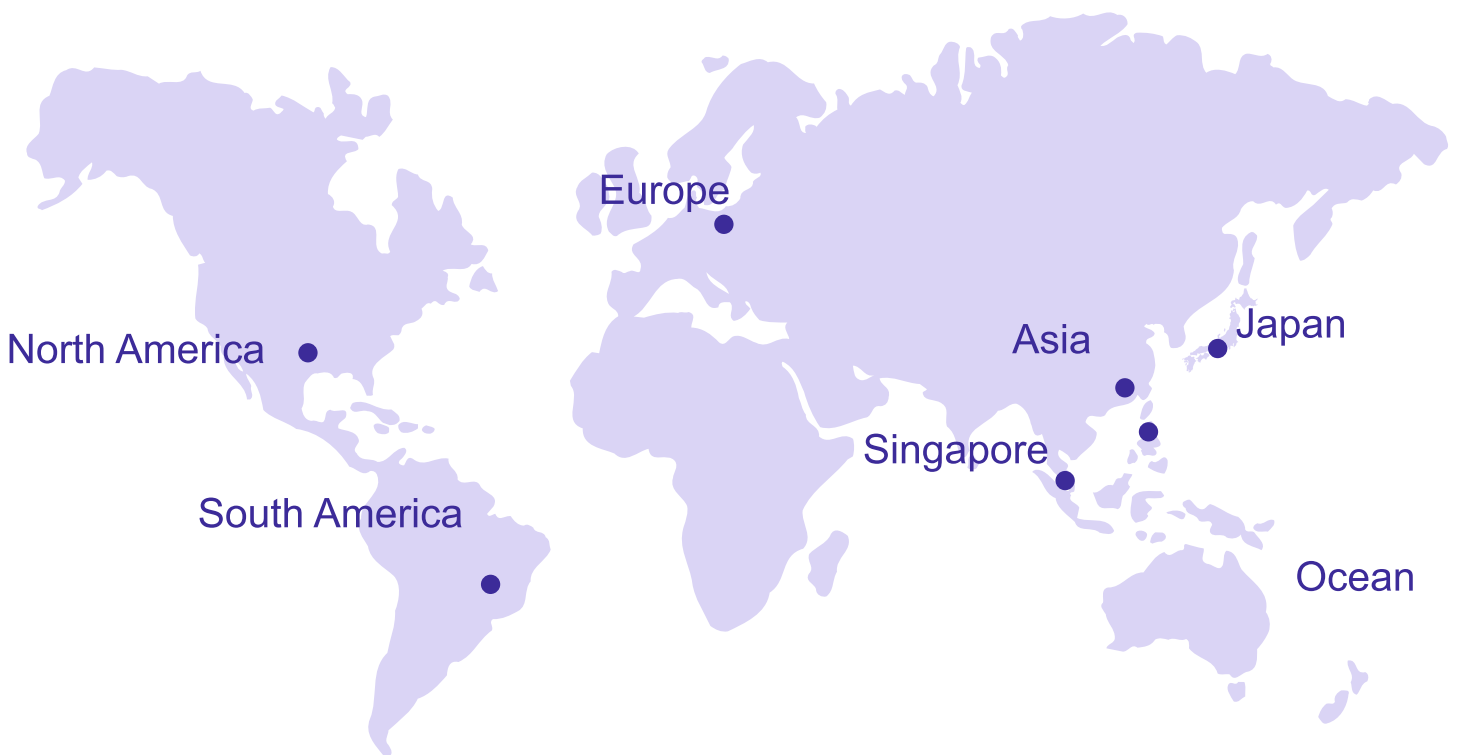 Europe
Japan
Asia
North America
Singapore
South America
Ocean